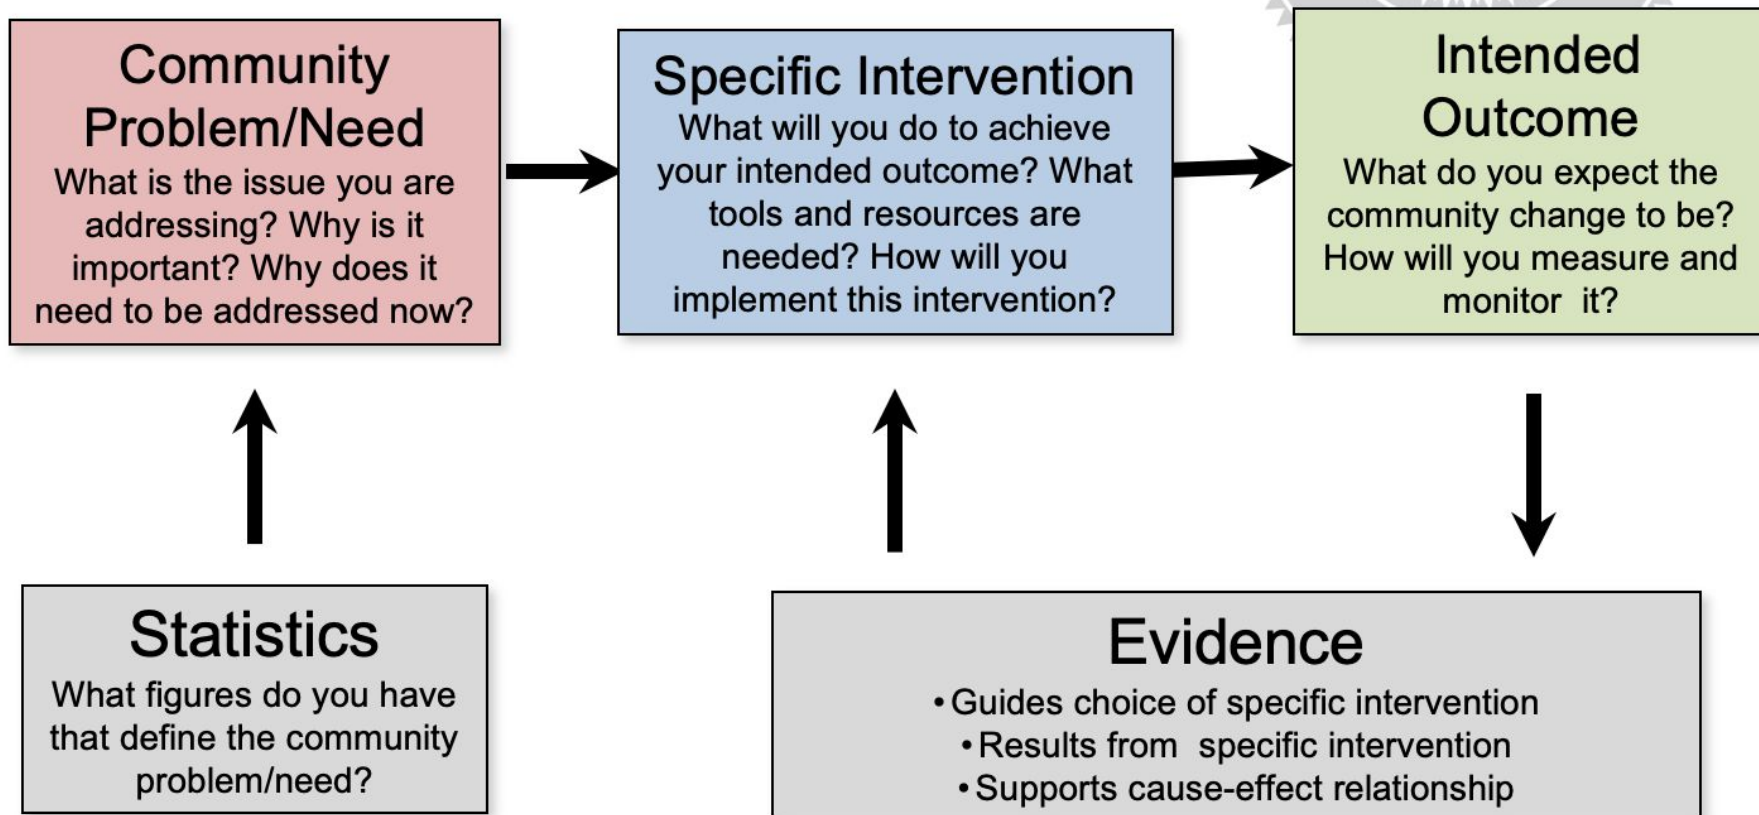 Community
Problem/Need
What is the issue you are
addressing? Why is it
important? Why does it
need to be addressed now?
Specific Intervention
What will you do to achieve
your intended outcome? What
tools and resources are
needed? How will you
implement this intervention?
Intended
Outcome
What do you expect the
community change to be?
How will you measure and
monitor  it?
Statistics
What figures do you have
that define the community
problem/need?
Evidence
•Guides choice of specific intervention
•Results from  specific intervention
•Supports cause-effect relationship